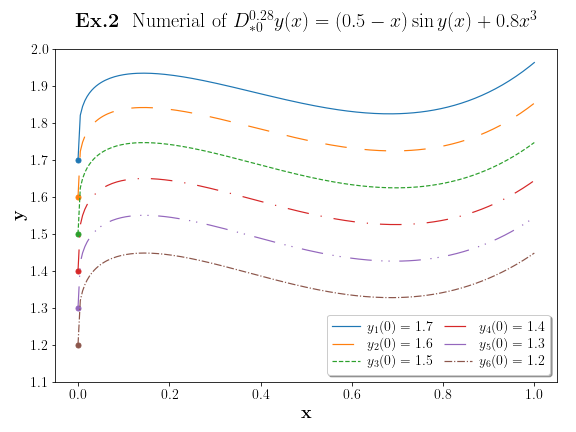 Ex.2 Numerial of $D_{*0}^{0.28}y(x) = (0.5 - x)\sin y(x) + 0.8x^3$
2.0
1.9
1.8
1.7
1.6
1.5
1.4
1.3
1.2
1.1
y
0.0 0.2 0.4 0.6 0.8 1.0
x
$y_1(0) = 1.7$ $y_4(0) = 1.4$
$y_2(0) = 1.6$ $y_5(0) = 1.3$
$y_3(0) = 1.5$ $y_6(0) = 1.2$